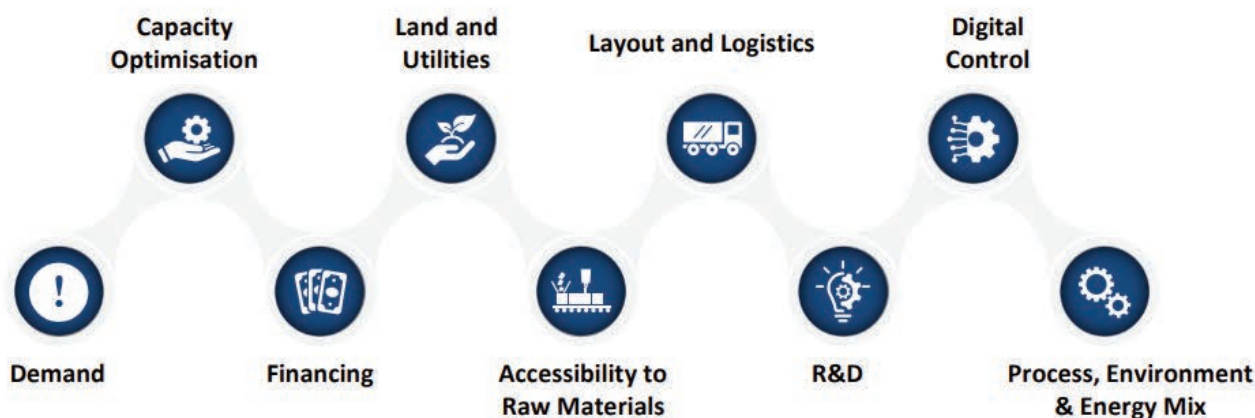 Capacity
Optimisation
Land and
Utilities
Layout and Logistics
Digital
Control
Demand
Financing
Accessibility to
Raw Materials
R&D
Process, Environment
& Energy Mix